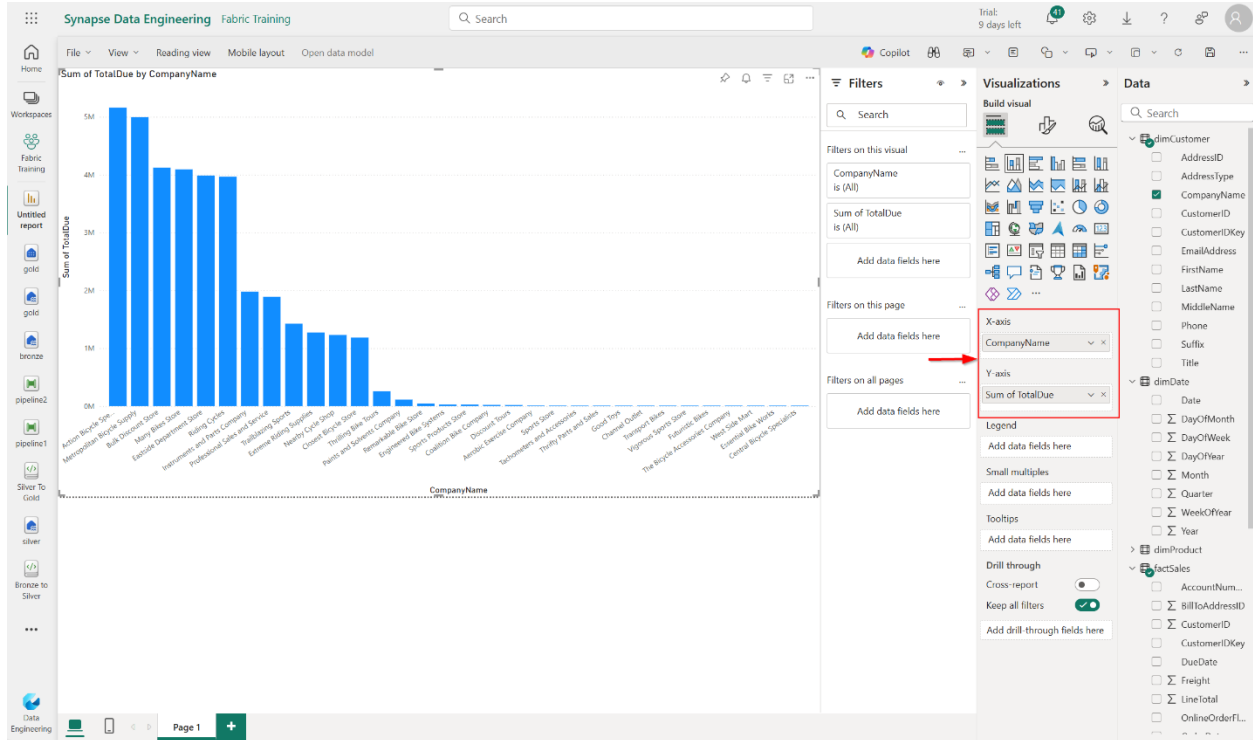 Synapse Data Engineering Fabric Training
Search
Trial:
9 days left
41
Home
Workspaces
Fabric
Training
Untitled
report
gold
gold
bronze
pipeline2
pipeline1
Silver To
Gold
silver
Bronze to
Silver
Data
Engineering
File View Reading view Mobile layout Open data model
Copilot
Sum of TotalDue by CompanyName
5M
4M
3M
2M
1M
0M
Sum of TotalDue
Action Bicycle Spe...
Metropolitan Bicycle Supply
Bulk Discount Store
Many Bikes Store
Eastside Department Store
Riding Cycles
Instruments and Parts Company
Professional Sales and Service
Trailblazing Sports
Extreme Riding Supplies
Nearby Cycle Shop
Closest Bicycle Store
Thrilling Bike Tours
Paints and Solvents Company
Remarkable Bike Store
Engineered Bike Systems
Sports Products Store
Coalition Bike Company
Discount Tours
Aerobic Exercise Company
Sports Store
Tachometers and Accessories
Thrifty Parts and Sales
Good Toys
Channel Outlet
Transport Bikes
Vigorous Sports Store
Futuristic Bikes
The Bicycle Accessories Company
West Side Mart
Essential Bike Works
Central Bicycle Specialists
CompanyName
Page 1
Filters
Search
Filters on this visual
CompanyName
is (All)
Sum of TotalDue
is (All)
Add data fields here
Filters on this page
Add data fields here
Filters on all pages
Add data fields here
Visualizations
Build visual
123
X-axis
CompanyName
Y-axis
Sum of TotalDue
Legend
Add data fields here
Small multiples
Add data fields here
Tooltips
Add data fields here
Drill through
Cross-report
Keep all filters
Add drill-through fields here
Data
Search
dimCustomer
AddressID
AddressType
CompanyName
CustomerID
CustomerIDKey
EmailAddress
FirstName
LastName
MiddleName
Phone
Suffix
Title
dimDate
Date
DayOfMonth
DayOfWeek
DayOfYear
Month
Quarter
WeekOfYear
Year
dimProduct
factSales
AccountNum...
BillToAddressID
CustomerID
CustomerIDKey
DueDate
Freight
LineTotal
OnlineOrderFl...